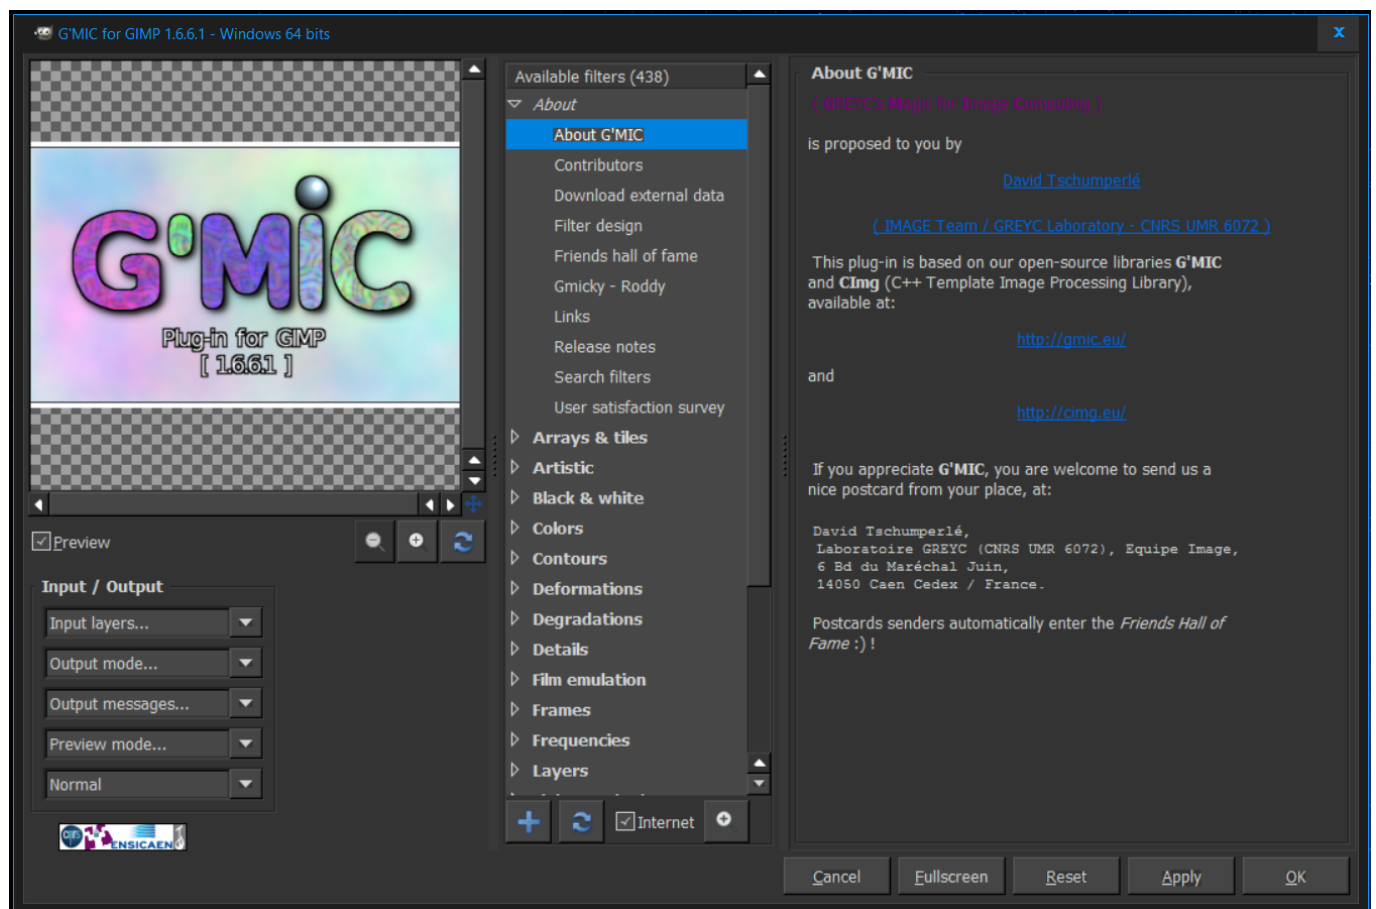 G'MIC for GIMP 1.6.6.1 - Windows 64 bits
x
G'MIC
Plug-in for GIMP
[ 1.6.6.1 ]
Preview
Input / Output
Input layers...
Output mode...
Output messages...
Preview mode...
Normal
cnrs
ENSICAEN
Available filters (438)
About
About G'MIC
Contributors
Download external data
Filter design
Friends hall of fame
Gmicky - Roddy
Links
Release notes
Search filters
User satisfaction survey
Arrays & tiles
Artistic
Black & white
Colors
Contours
Deformations
Degradations
Details
Film emulation
Frames
Frequencies
Layers
Internet
About G'MIC
( GREYC's Magic for Image Computing )
is proposed to you by
David Tschumperlé
( IMAGE Team / GREYC Laboratory - CNRS UMR 6072 )
This plug-in is based on our open-source libraries G'MIC
and CImg (C++ Template Image Processing Library),
available at:
http://gmic.eu/
and
http://cimg.eu/
If you appreciate G'MIC, you are welcome to send us a
nice postcard from your place, at:
David Tschumperlé,
Laboratoire GREYC (CNRS UMR 6072), Equipe Image,
6 Bd du Maréchal Juin,
14050 Caen Cedex / France.
Postcards senders automatically enter the Friends Hall of
Fame :) !
Cancel
Fullscreen
Reset
Apply
OK